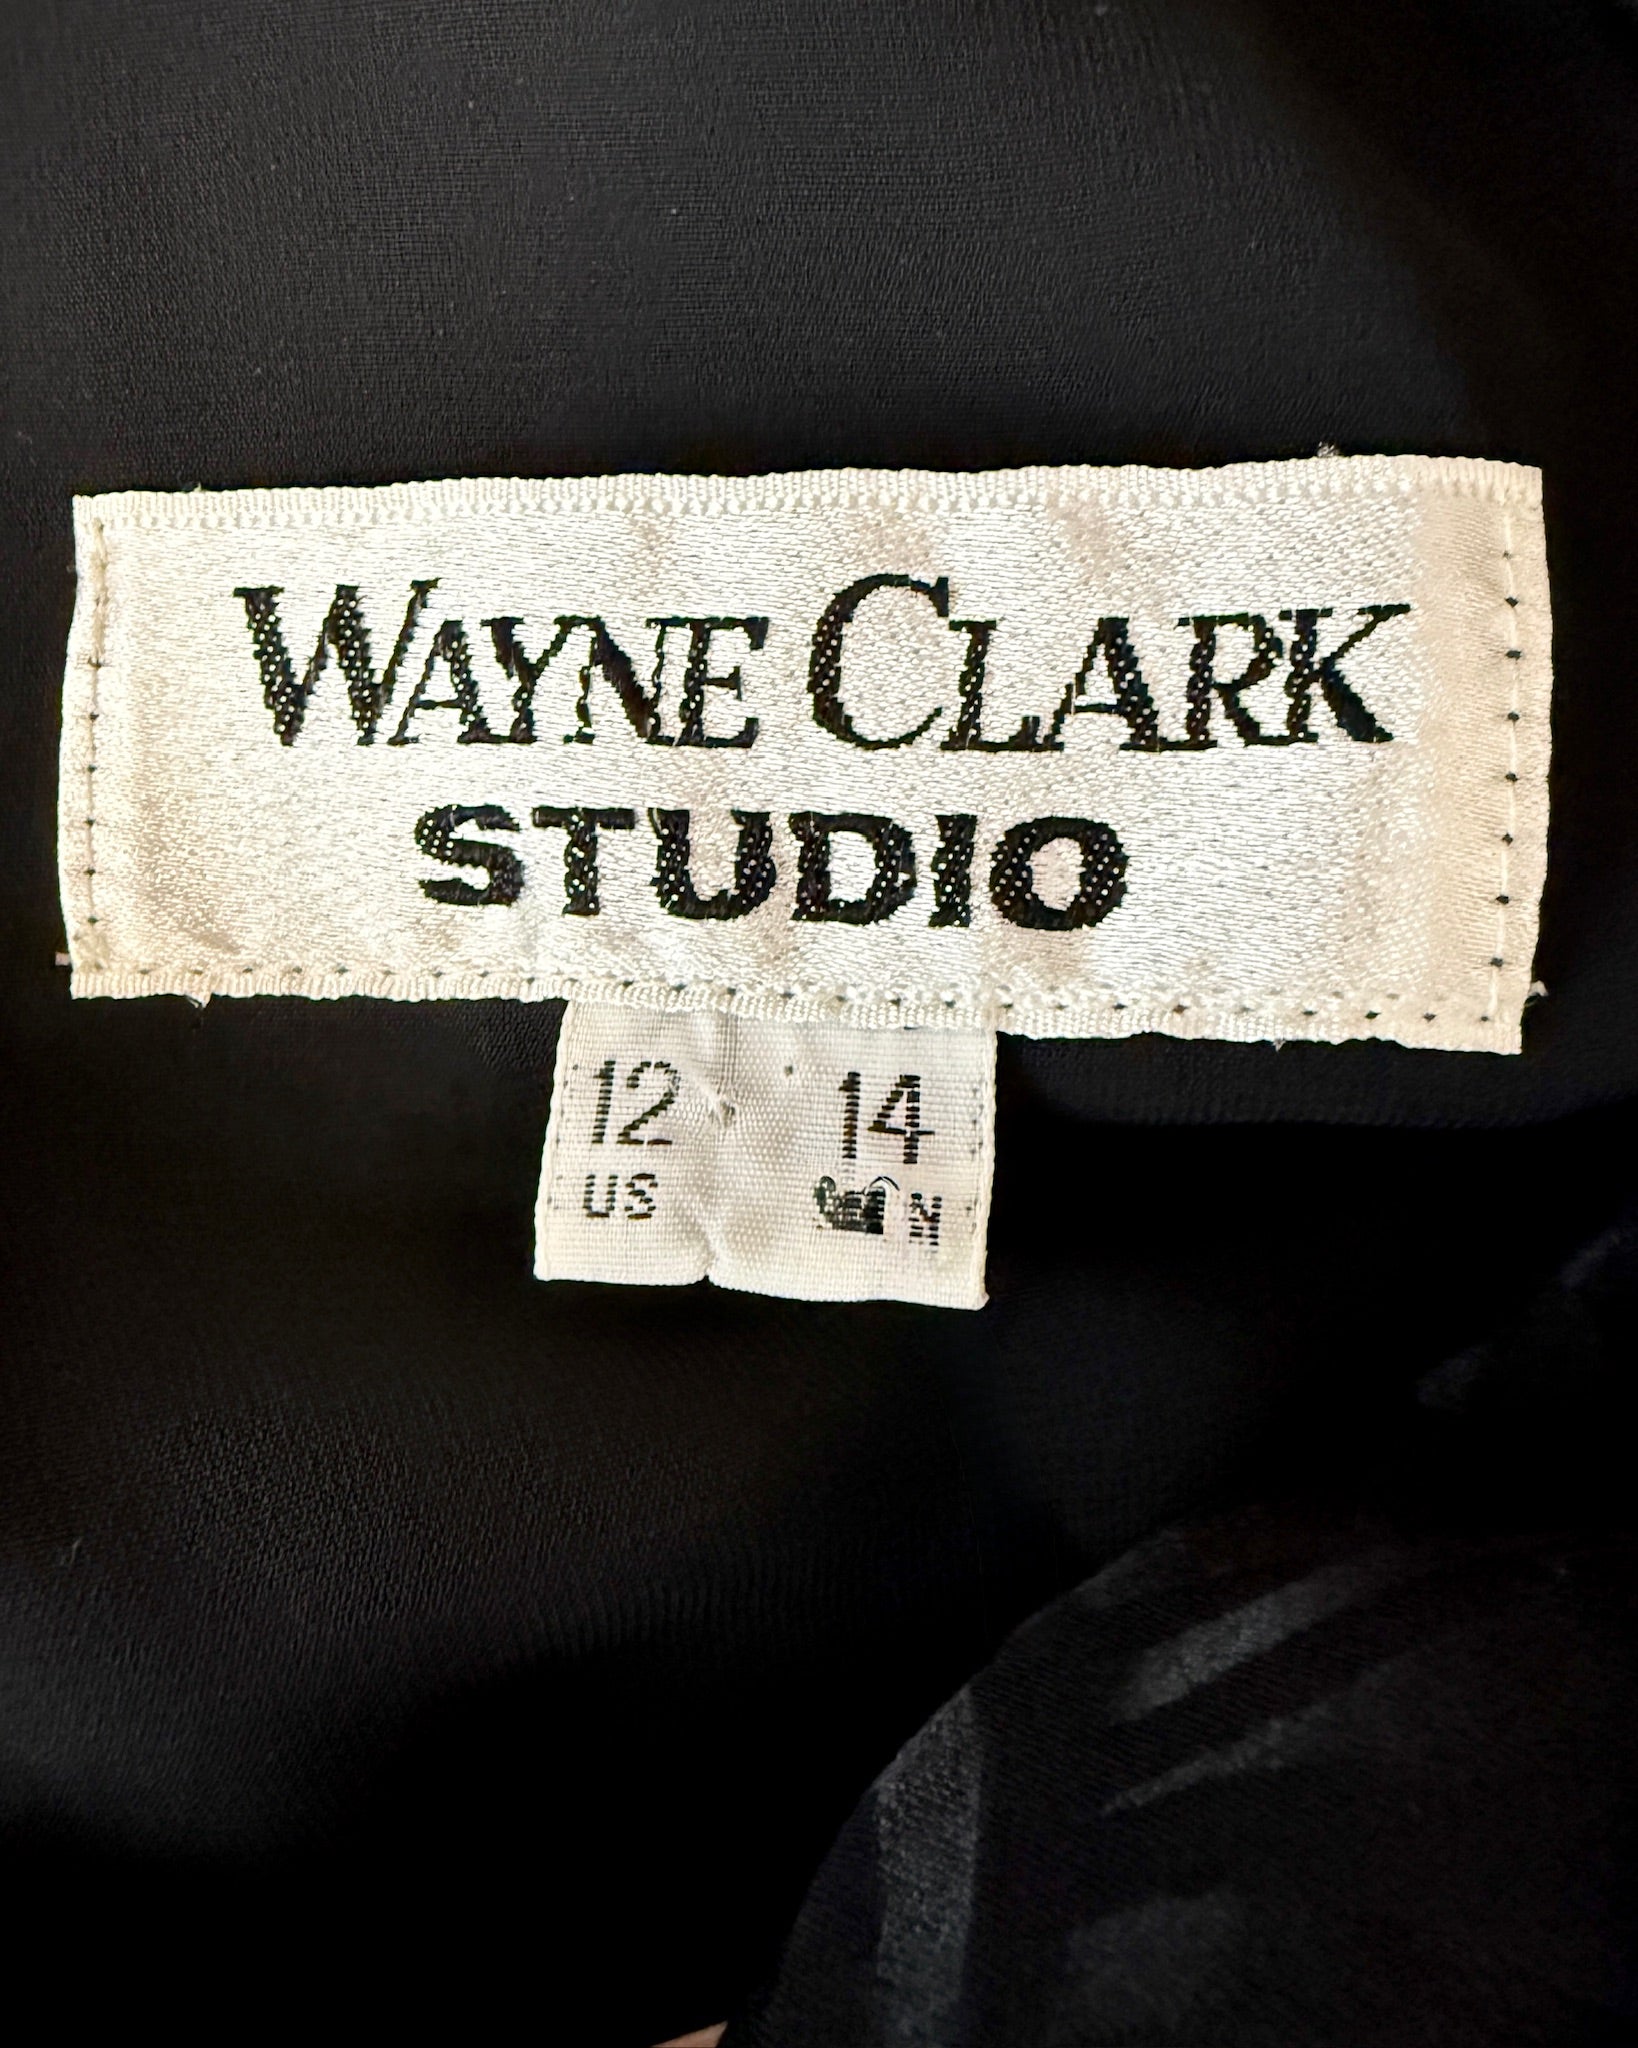 WAYNE CLARK
STUDIO
12 14
US